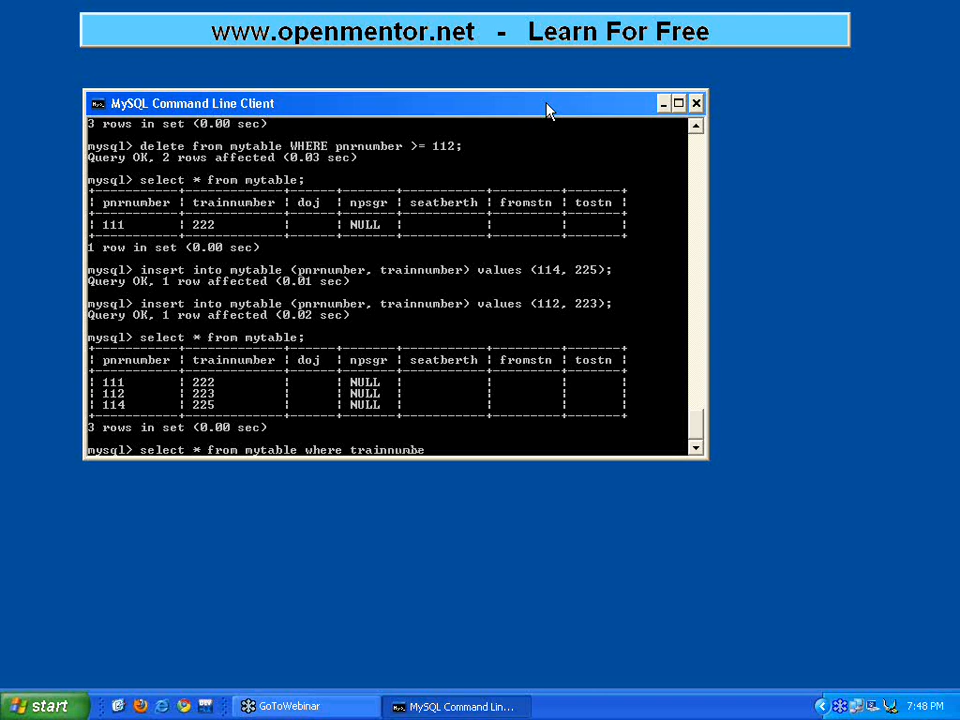 www.openmentor.net - Learn For Free
MySQL Command Line Client
3 rows in set (0.00 sec)
mysql> delete from mytable WHERE pnrnumber >= 112;
Query OK, 2 rows affected (0.03 sec)
mysql> select * from mytable;
| pnrnumber | trainnumber | doj | npsgr | seatberth | fromstn | tostn |
| 111 | 222 | | NULL | | | |
1 row in set (0.00 sec)
mysql> insert into mytable (pnrnumber, trainnumber) values (114, 225);
Query OK, 1 row affected (0.01 sec)
mysql> insert into mytable (pnrnumber, trainnumber) values (112, 223);
Query OK, 1 row affected (0.02 sec)
mysql> select * from mytable;
| pnrnumber | trainnumber | doj | npsgr | seatberth | fromstn | tostn |
| 111 | 222 | | NULL | | | |
| 112 | 223 | | NULL | | | |
| 114 | 225 | | NULL | | | |
3 rows in set (0.00 sec)
mysql> select * from mytable where trainnumbe
start
GoToWebinar
MySQL Command Lin...
7:48 PM